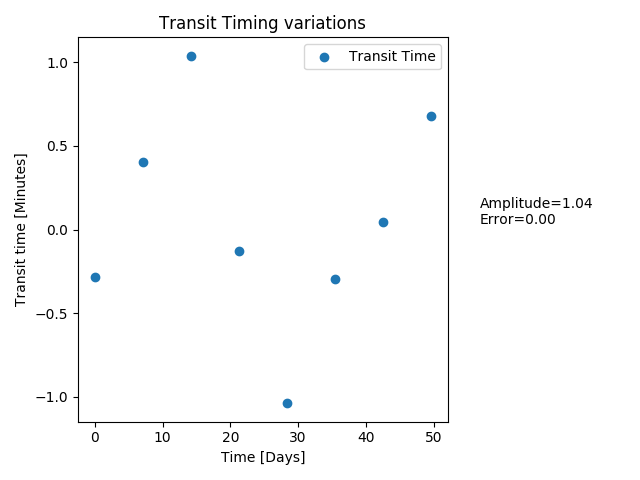 Transit Timing variations
Transit Time
Transit time [Minutes]
1.0
0.5
0.0
−0.5
−1.0
0
10
20
30
40
50
Time [Days]
Amplitude=1.04
Error=0.00